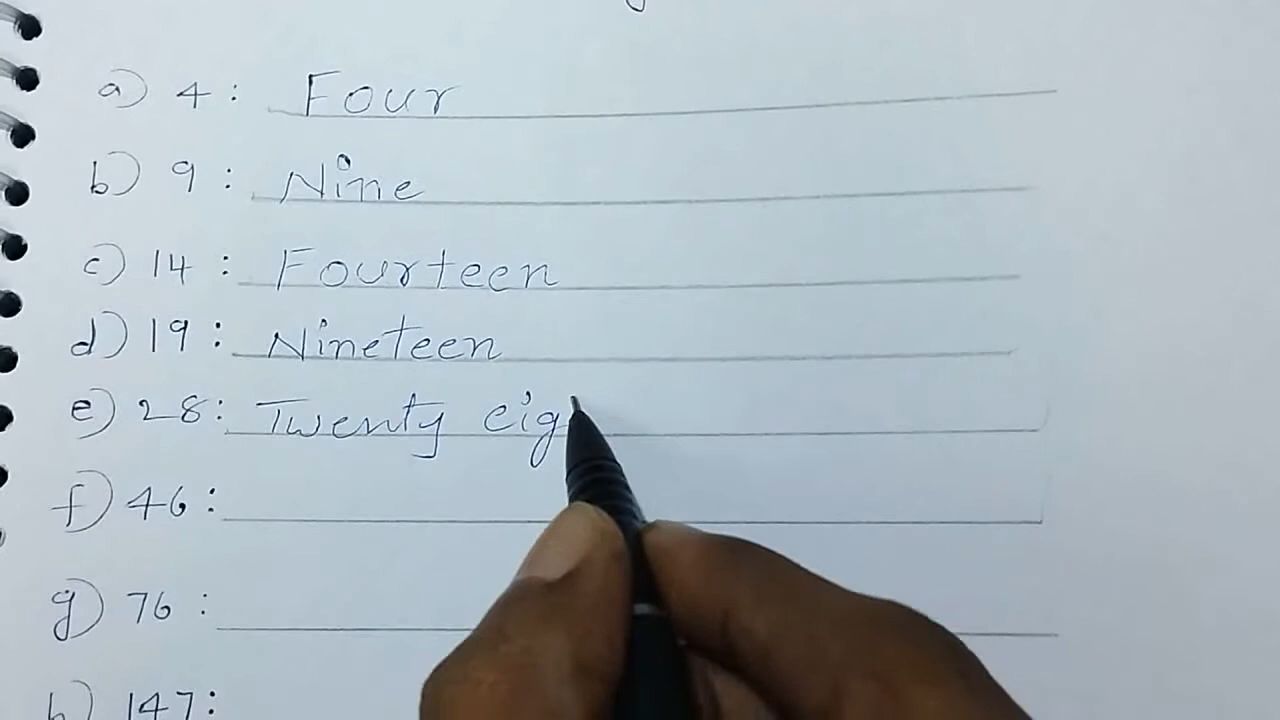 a) 4 : Four
b) 9 : Nine
c) 14 : Fourteen
d) 19 : Nineteen
e) 28 : Twenty eig
f) 46 :
g) 76 :
h) 147: